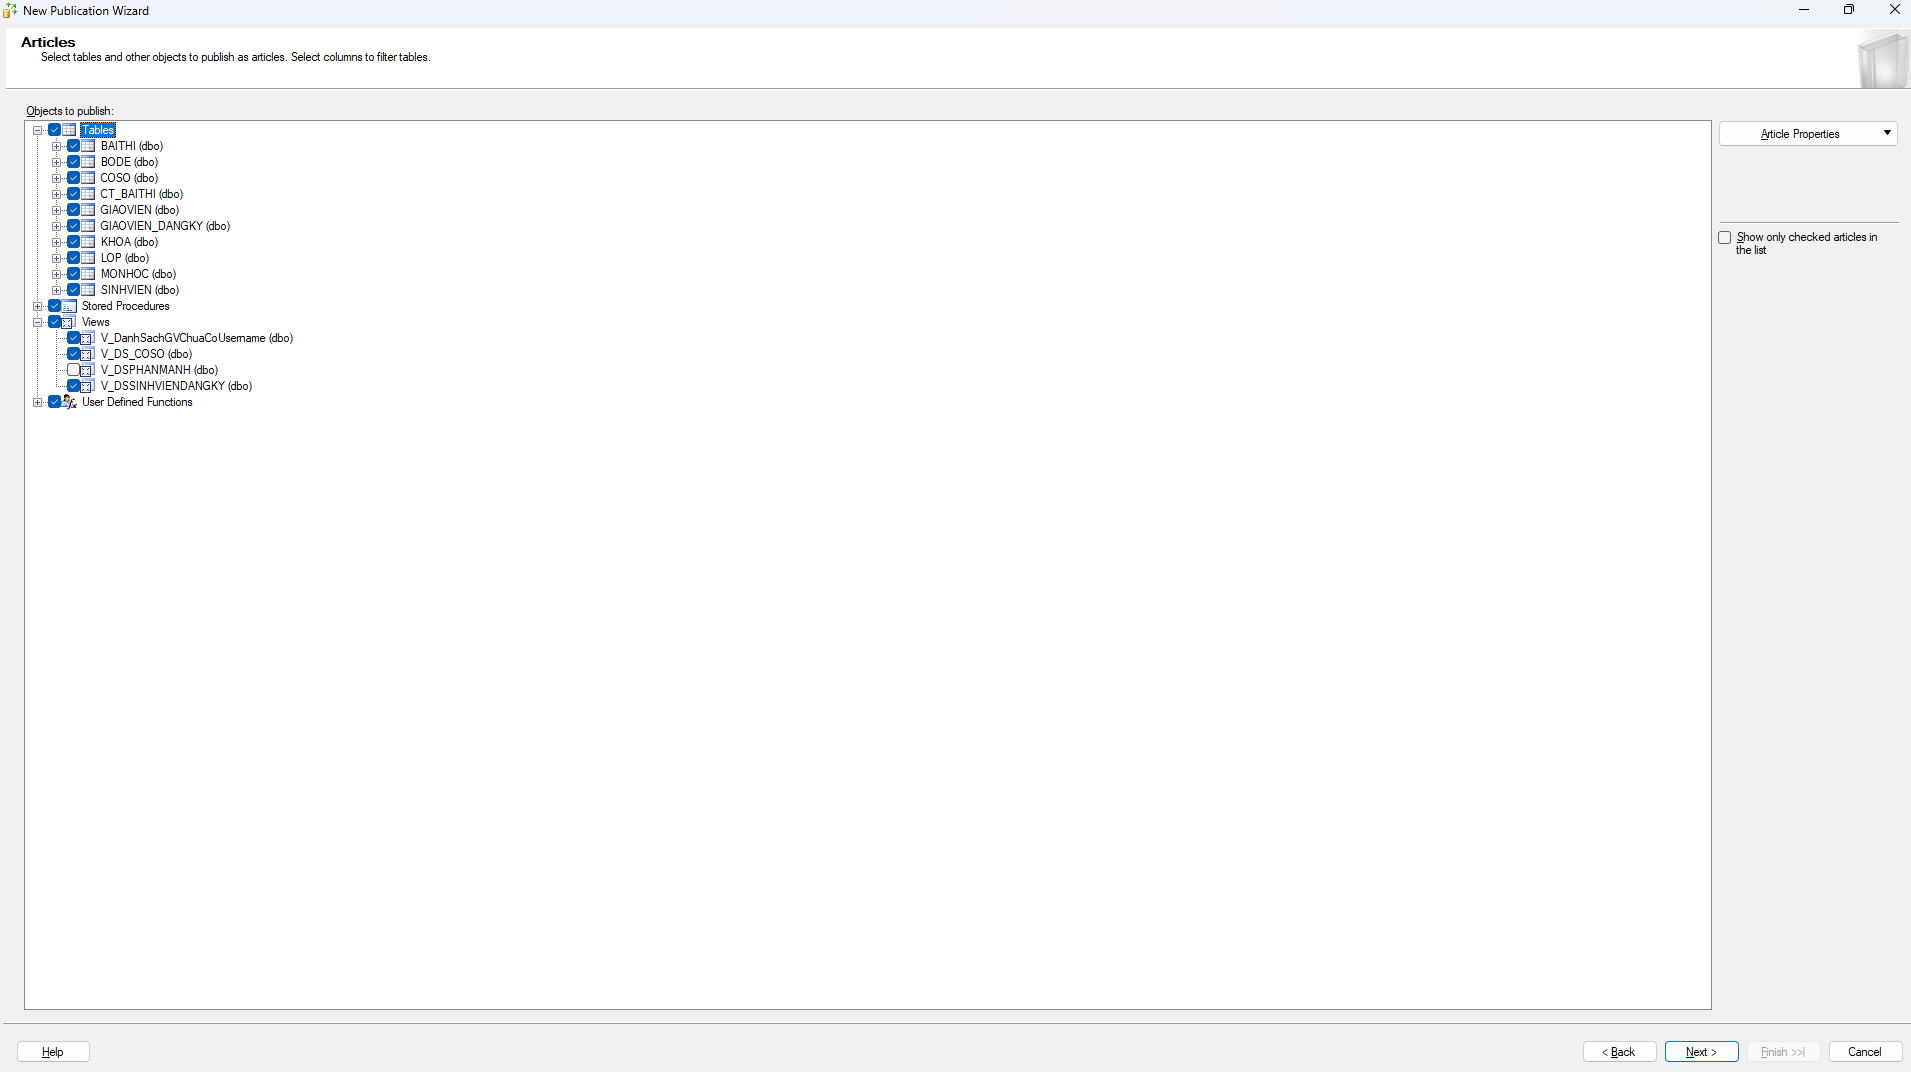 New Publication Wizard
Articles
Select tables and other objects to publish as articles. Select columns to filter tables.
Objects to publish:
Tables
BAITHI (dbo)
BODE (dbo)
COSO (dbo)
CT_BAITHI (dbo)
GIAOVIEN (dbo)
GIAOVIEN_DANGKY (dbo)
KHOA (dbo)
LOP (dbo)
MONHOC (dbo)
SINHVIEN (dbo)
Stored Procedures
Views
V_DanhSachGVChuaCoUsername (dbo)
V_DS_COSO (dbo)
V_DSPHANMANH (dbo)
V_DSSINHVIENDANGKY (dbo)
User Defined Functions
Article Properties
Show only checked articles in
the list
Help
< Back
Next >
Finish >>|
Cancel